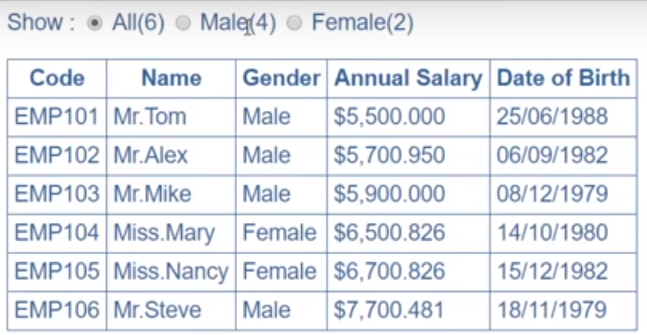 Show : All(6) Male(4) Female(2)
Code Name Gender Annual Salary Date of Birth
EMP101 Mr.Tom Male $5,500.000 25/06/1988
EMP102 Mr.Alex Male $5,700.950 06/09/1982
EMP103 Mr.Mike Male $5,900.000 08/12/1979
EMP104 Miss.Mary Female $6,500.826 14/10/1980
EMP105 Miss.Nancy Female $6,700.826 15/12/1982
EMP106 Mr.Steve Male $7,700.481 18/11/1979